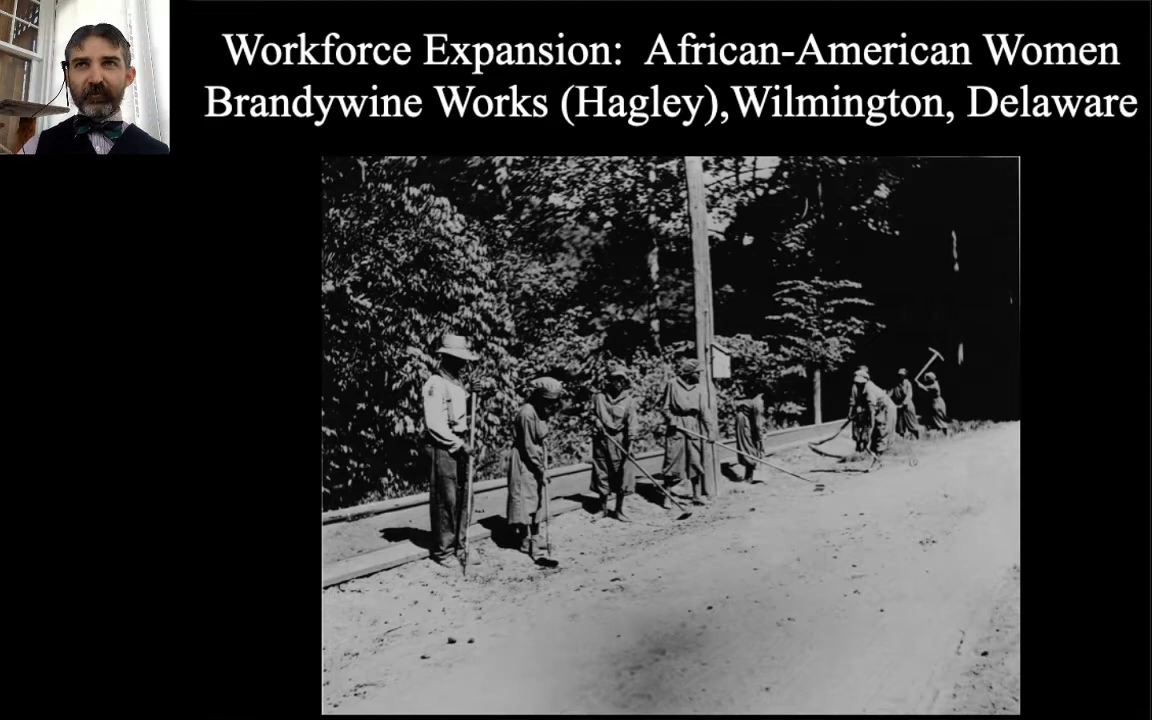 Workforce Expansion:  African-American Women
Brandywine Works (Hagley),Wilmington, Delaware